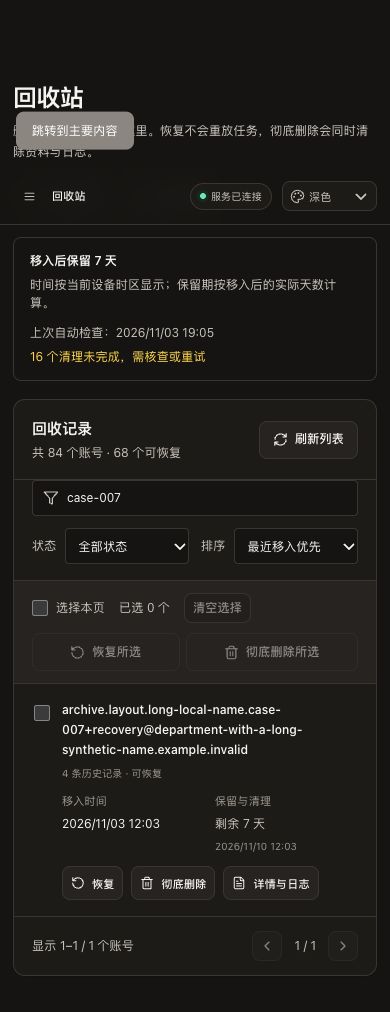 回收站
跳转到主要内容
里。恢复不会重放任务，彻底删除会同时清
除资料与日志。
回收站
服务已连接
深色
移入后保留 7 天
时间按当前设备时区显示；保留期按移入后的实际天数计
算。
上次自动检查：2026/11/03 19:05
16 个清理未完成，需核查或重试
回收记录
共 84 个账号 · 68 个可恢复
刷新列表
case-007
状态
全部状态
排序
最近移入优先
选择本页
已选 0 个
清空选择
恢复所选
彻底删除所选
archive.layout.long-local-name.case-
007+recovery@department-with-a-long-
synthetic-name.example.invalid
4 条历史记录 · 可恢复
移入时间
保留与清理
2026/11/03 12:03
剩余 7 天
2026/11/10 12:03
恢复
彻底删除
详情与日志
显示 1–1 / 1 个账号
1 / 1